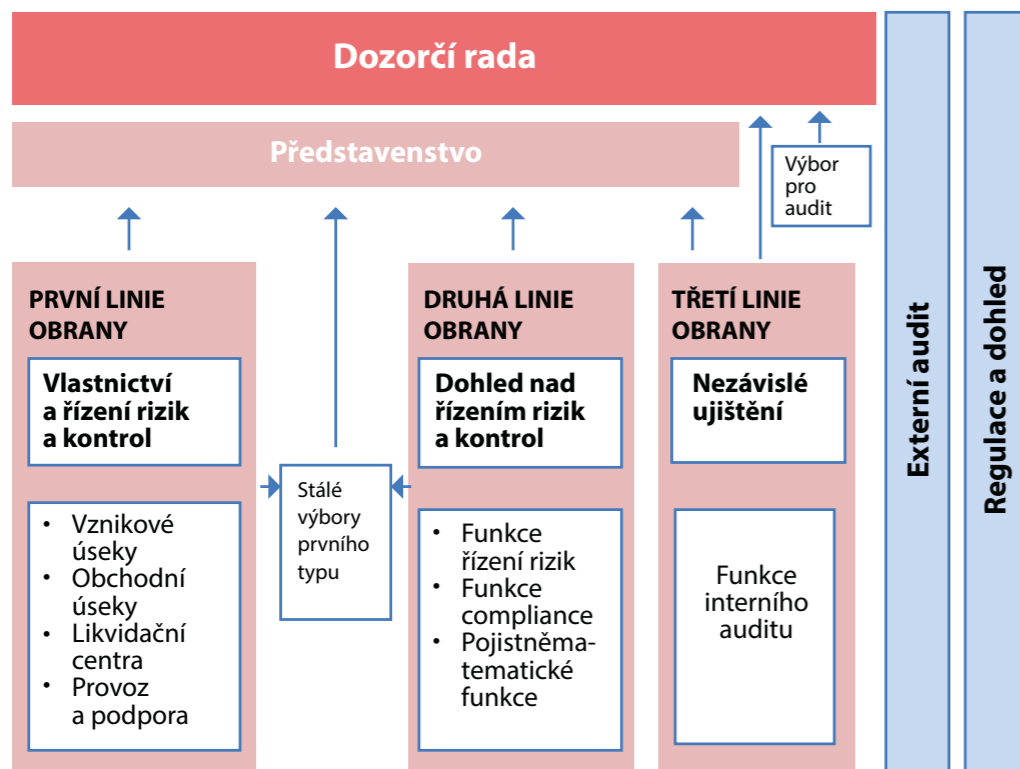 Dozorčí rada
Představenstvo
Výbor
pro
audit
PRVNÍ LINIE
OBRANY
Vlastnictví
a řízení rizik
a kontrol
• Vznikové
úseky
• Obchodní
úseky
• Likvidační
centra
• Provoz
a podpora
Stálé
výbory
prvního
typu
DRUHÁ LINIE
OBRANY
Dohled nad
řízením rizik
a kontrol
• Funkce
řízení rizik
• Funkce
compliance
• Pojistněma-
tematické
funkce
TŘETÍ LINIE
OBRANY
Nezávislé
ujištění
Funkce
interního
auditu
Externí audit
Regulace a dohled